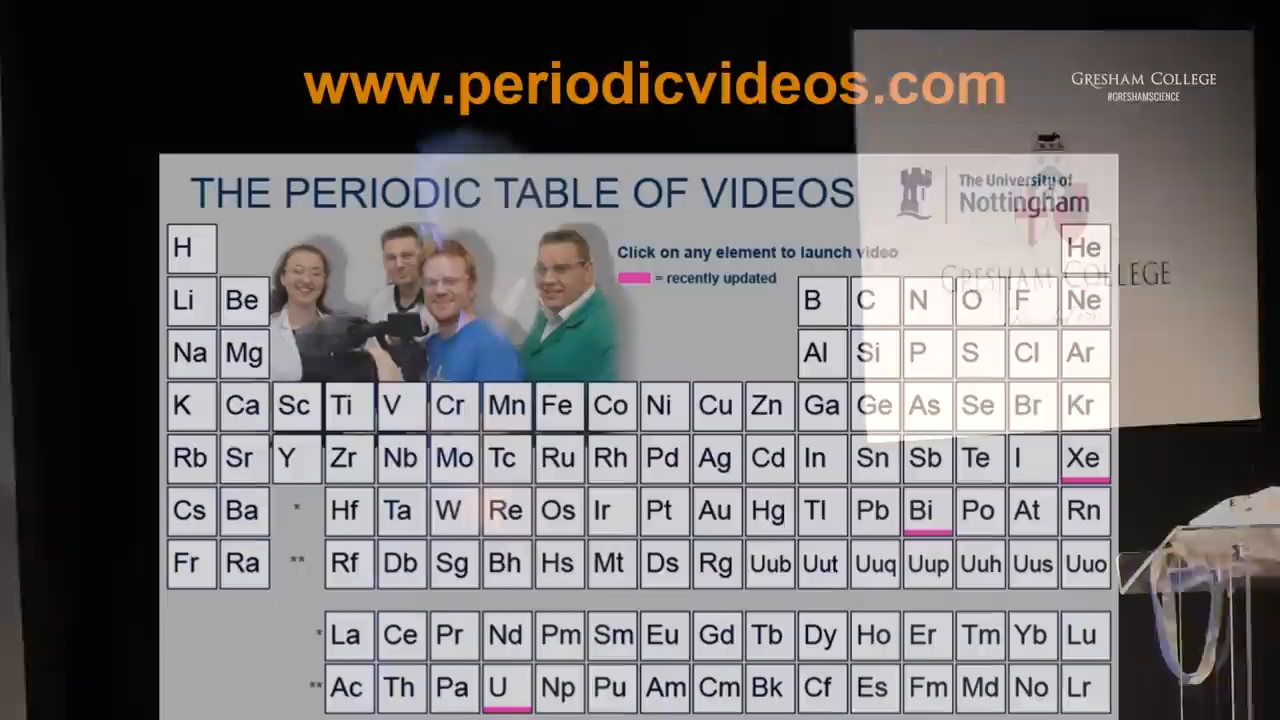 www.periodicvideos.com
GRESHAM COLLEGE
#GRESHAMSCIENCE
THE PERIODIC TABLE OF VIDEOS
The University of
Nottingham
H He
Click on any element to launch video
= recently updated
GRESHAM COLLEGE
Li Be B C N O F Ne
Na Mg Al Si P S Cl Ar
K Ca Sc Ti V Cr Mn Fe Co Ni Cu Zn Ga Ge As Se Br Kr
Rb Sr Y Zr Nb Mo Tc Ru Rh Pd Ag Cd In Sn Sb Te I Xe
Cs Ba * Hf Ta W Re Os Ir Pt Au Hg Tl Pb Bi Po At Rn
Fr Ra ** Rf Db Sg Bh Hs Mt Ds Rg Uub Uut Uuq Uup Uuh Uus Uuo
* La Ce Pr Nd Pm Sm Eu Gd Tb Dy Ho Er Tm Yb Lu
** Ac Th Pa U Np Pu Am Cm Bk Cf Es Fm Md No Lr